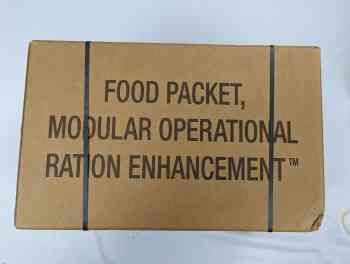 FOOD PACKET,
MODULAR OPERATIONAL
RATION ENHANCEMENT™